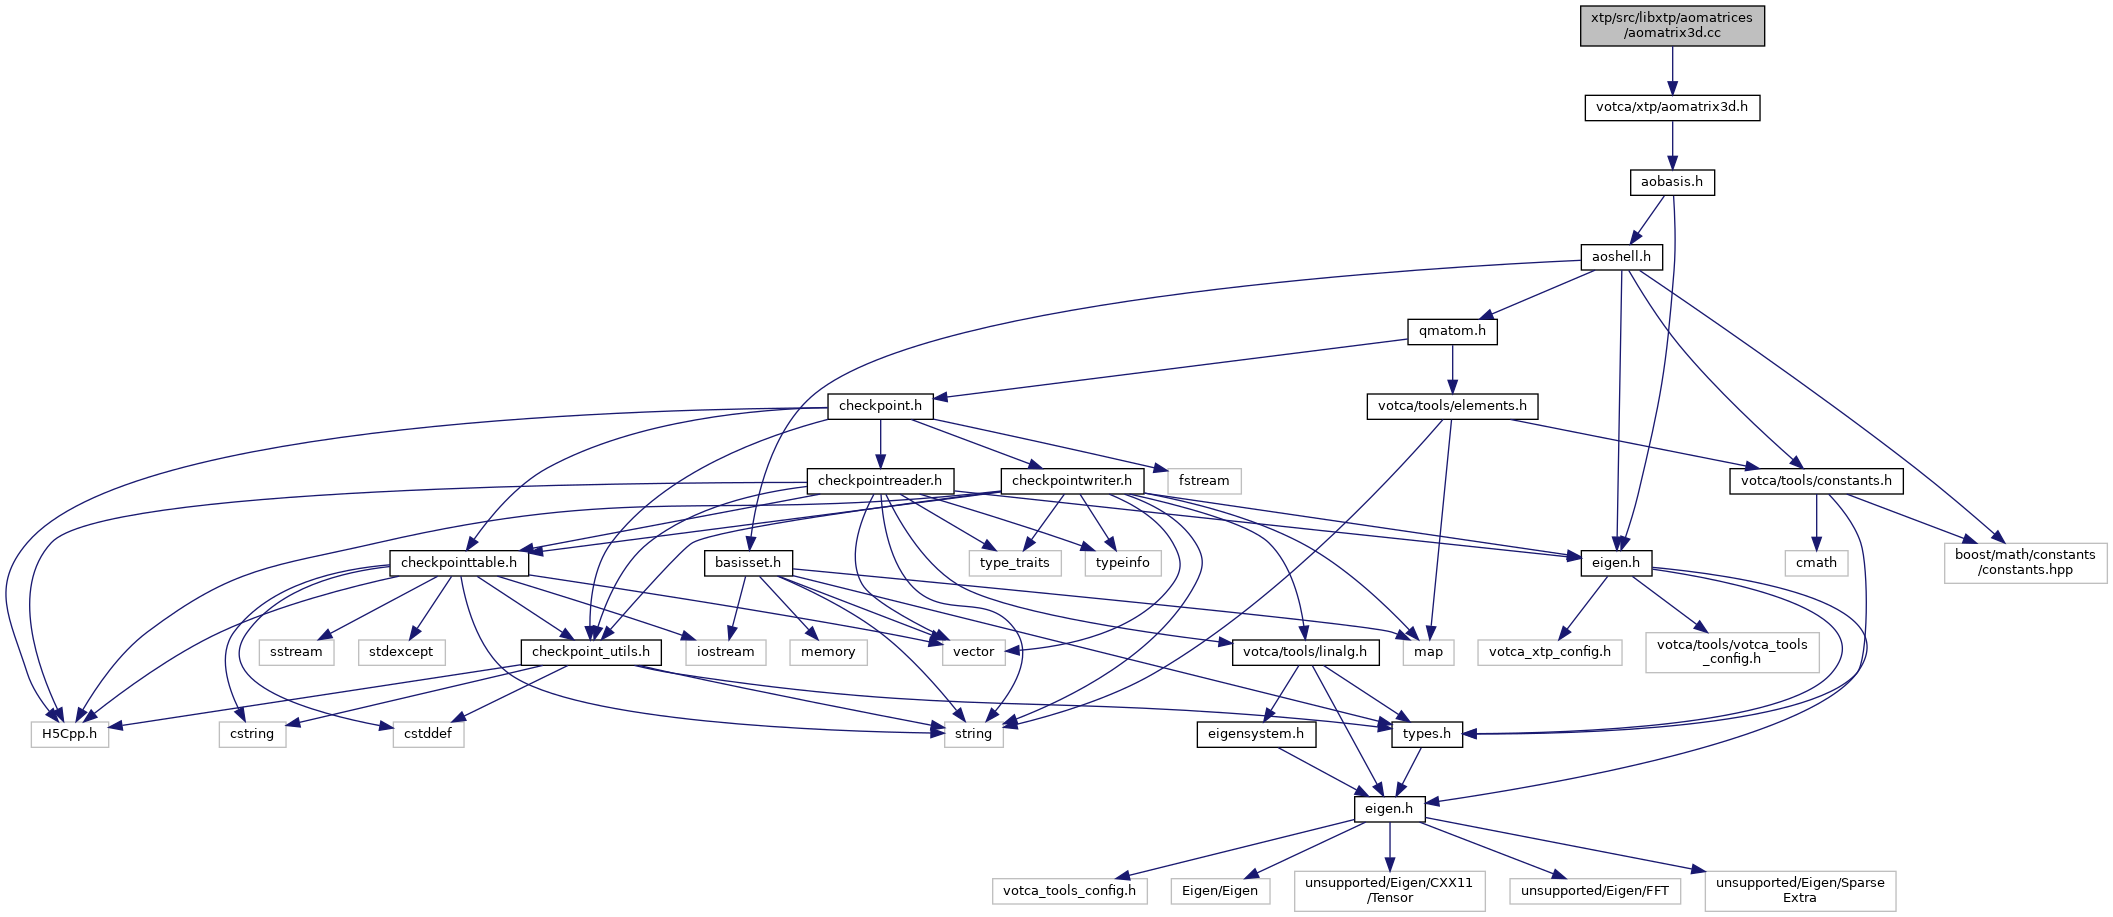 xtp/src/libxtp/aomatrices
/aomatrix3d.cc
votca/xtp/aomatrix3d.h
aobasis.h
aoshell.h
qmatom.h
checkpoint.h
votca/tools/elements.h
checkpointreader.h
checkpointwriter.h
fstream
votca/tools/constants.h
checkpointtable.h
basisset.h
type_traits
typeinfo
eigen.h
cmath
boost/math/constants
/constants.hpp
sstream
stdexcept
checkpoint_utils.h
iostream
memory
vector
votca/tools/linalg.h
map
votca_xtp_config.h
votca/tools/votca_tools
_config.h
H5Cpp.h
cstring
cstddef
string
eigensystem.h
types.h
eigen.h
votca_tools_config.h
Eigen/Eigen
unsupported/Eigen/CXX11
/Tensor
unsupported/Eigen/FFT
unsupported/Eigen/Sparse
Extra